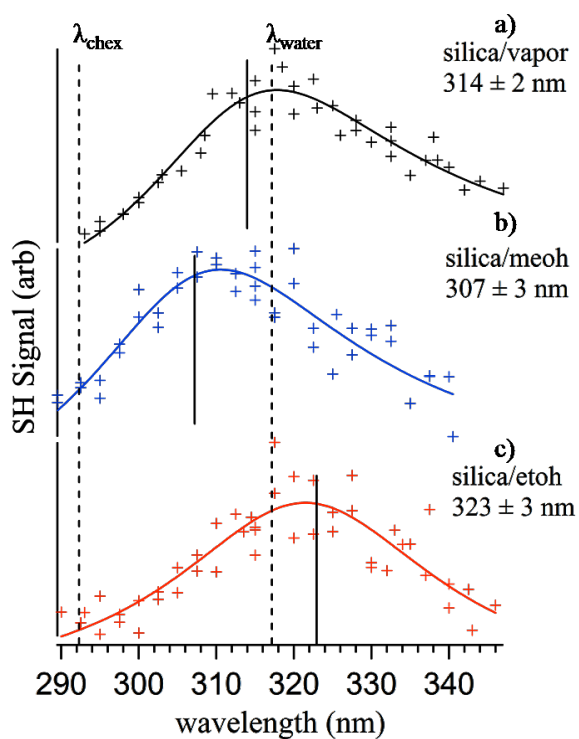 λchex
λwater
a)
silica/vapor
314 ± 2 nm
b)
silica/meoh
307 ± 3 nm
c)
silica/etoh
323 ± 3 nm
SH Signal (arb)
290 300 310 320 330 340
wavelength (nm)